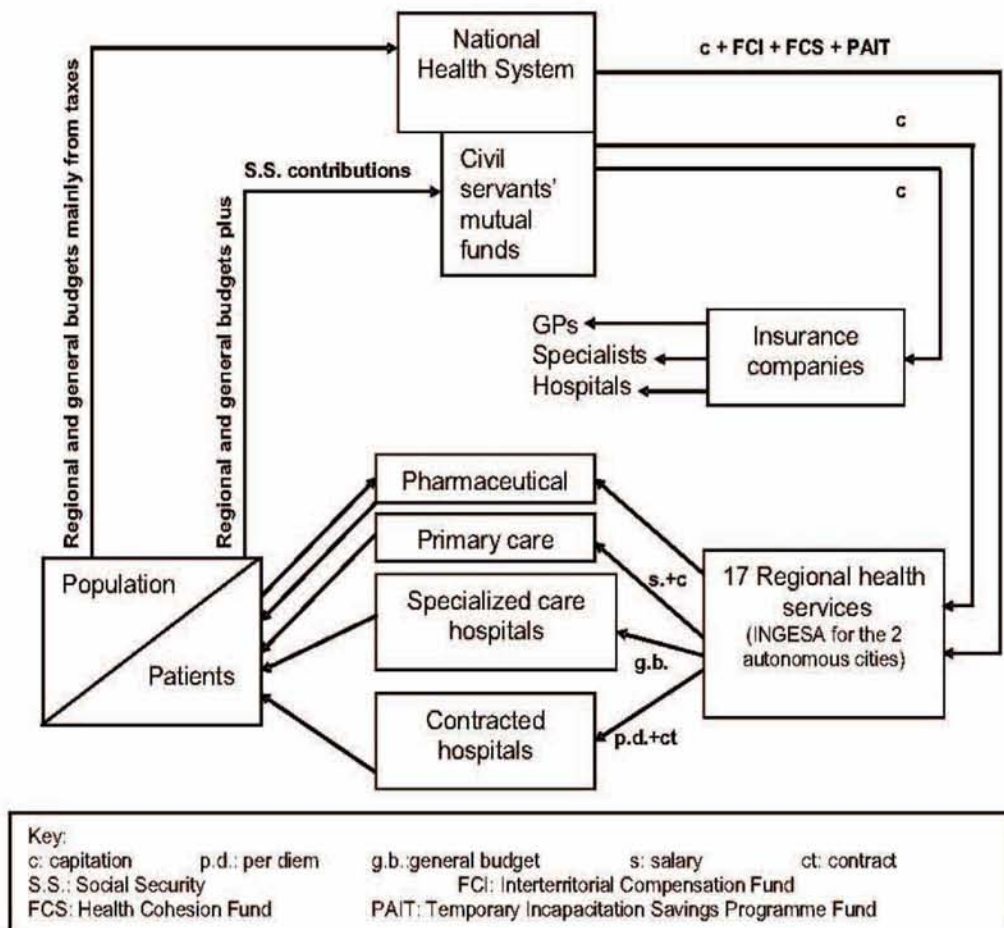 National
Health System
c + FCI + FCS + PAIT
c
Civil
servants'
mutual
funds
S.S. contributions
c
Regional and general budgets mainly from taxes
Regional and general budgets plus
GPs
Specialists
Hospitals
Insurance
companies
Pharmaceutical
Primary care
Specialized care
hospitals
Contracted
hospitals
s.+c
g.b.
p.d.+ct
17 Regional health
services
(INGESA for the 2
autonomous cities)
Population
Patients
Key:
c: capitation p.d.: per diem g.b.:general budget s: salary ct: contract
S.S.: Social Security FCI: Interterritorial Compensation Fund
FCS: Health Cohesion Fund PAIT: Temporary Incapacitation Savings Programme Fund